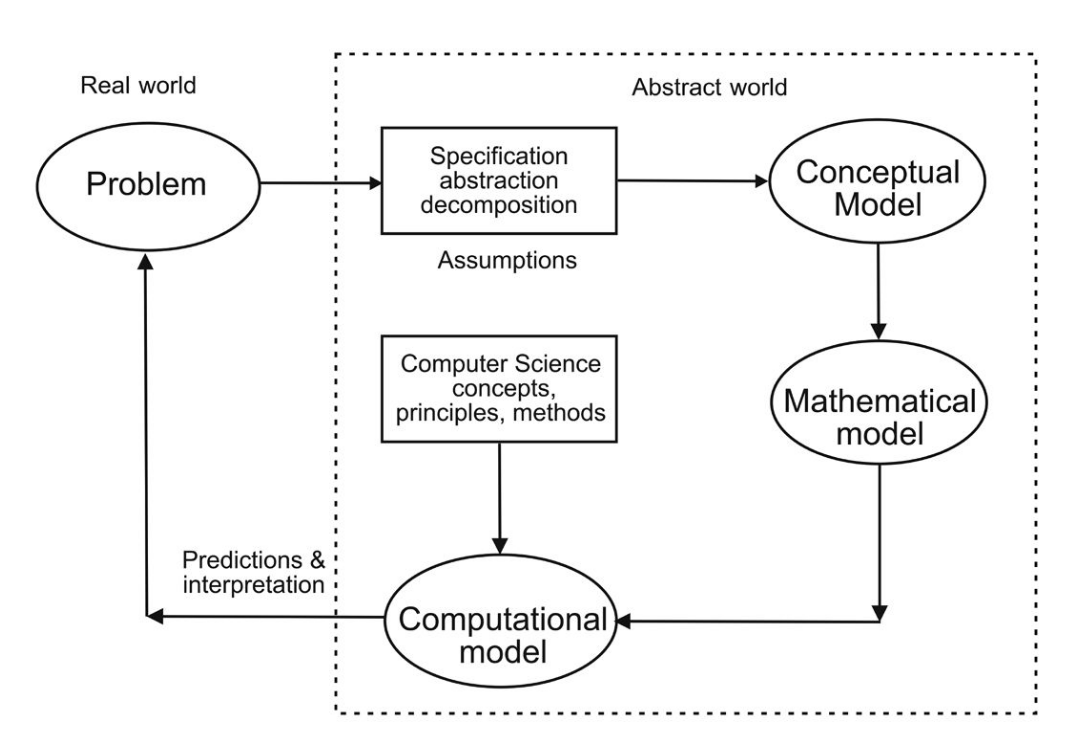 Real world
Abstract world
Problem
Specification
abstraction
decomposition
Conceptual
Model
Assumptions
Computer Science
concepts,
principles, methods
Mathematical
model
Predictions &
interpretation
Computational
model